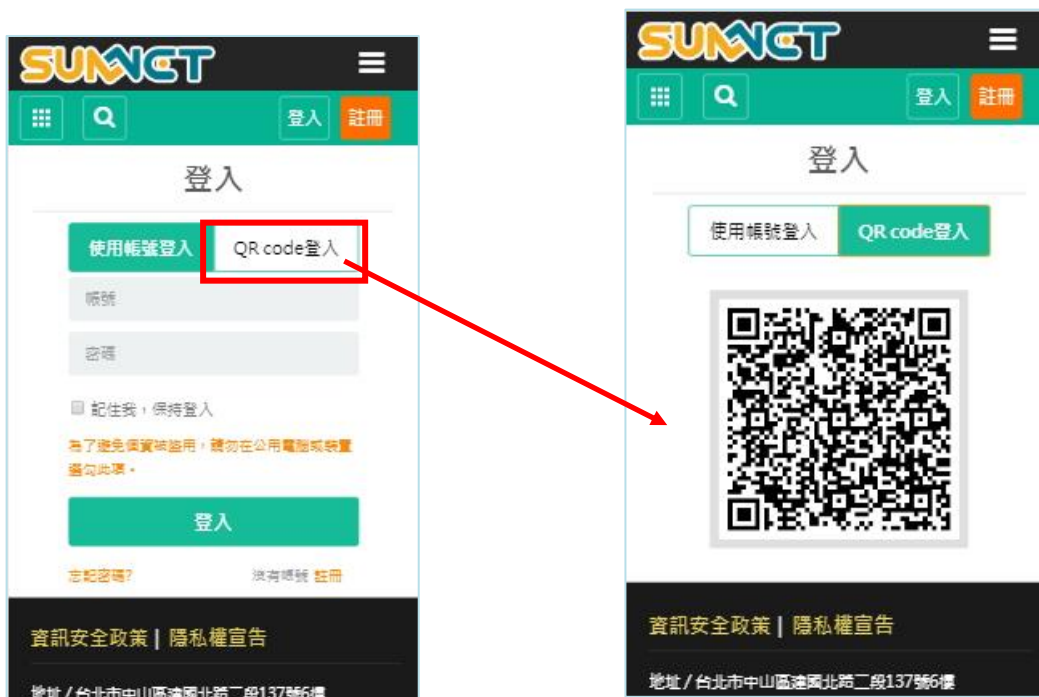 SUNNET
登入
註冊
登入
使用帳號登入
QR code登入
帳號
密碼
記住我，保持登入
為了避免個資被盜用，請勿在公用電腦或裝置
選勾此項。
登入
忘記密碼?
沒有帳號 註冊
資訊安全政策 | 隱私權宣告
地址 / 台北市中山區建國北路二段137號6樓
SUNNET
登入
註冊
登入
使用帳號登入
QR code登入
資訊安全政策 | 隱私權宣告
地址 / 台北市中山區建國北路二段137號6樓